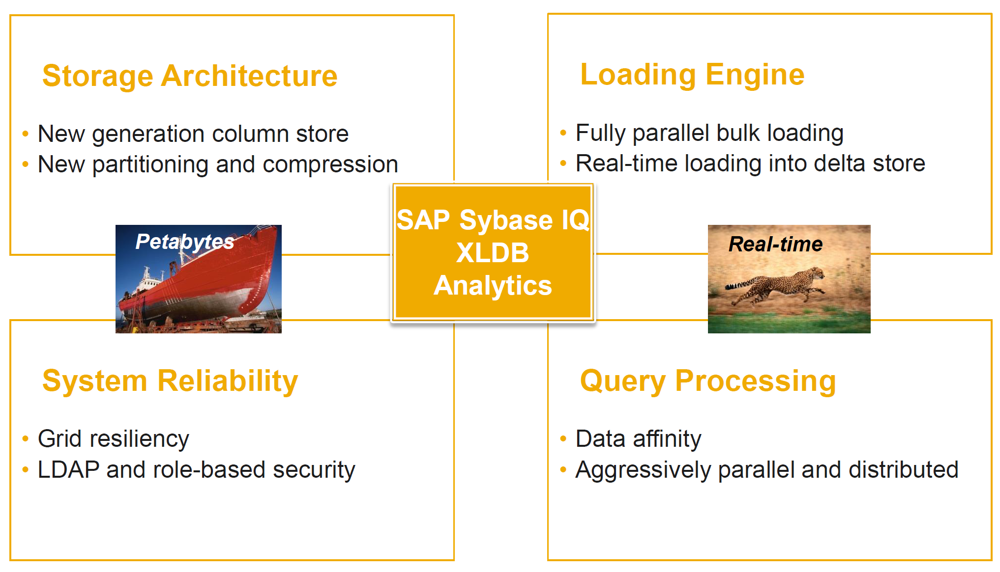 Storage Architecture
• New generation column store
• New partitioning and compression
Loading Engine
• Fully parallel bulk loading
• Real-time loading into delta store
SAP Sybase IQ
XLDB
Analytics
Petabytes
Real-time
System Reliability
• Grid resiliency
• LDAP and role-based security
Query Processing
• Data affinity
• Aggressively parallel and distributed